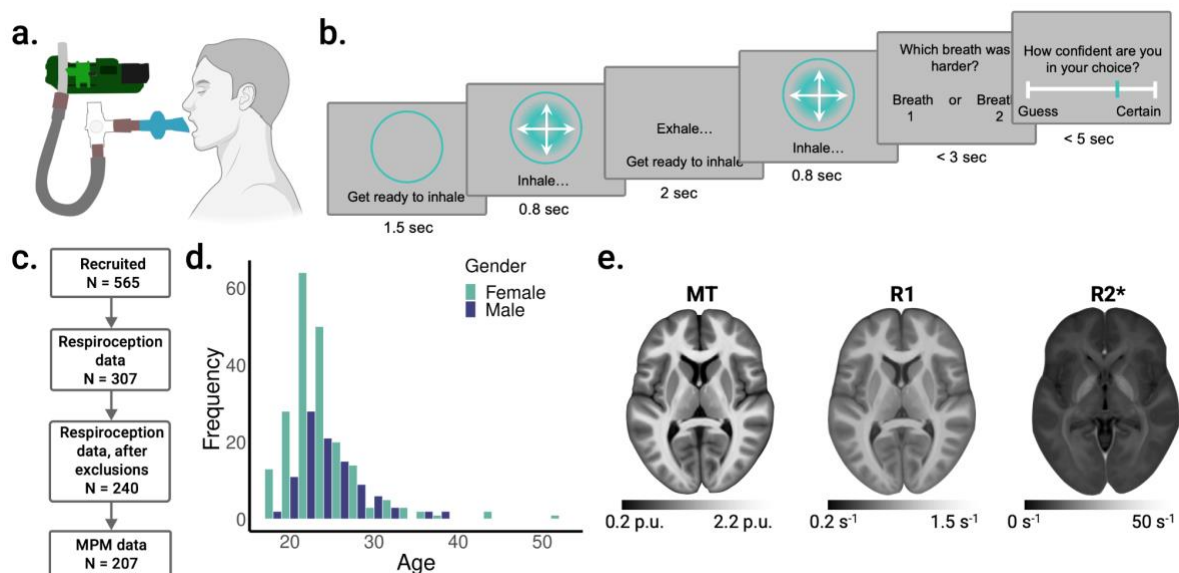 a.
b.
Get ready to inhale
1.5 sec
Inhale...
0.8 sec
Exhale...
Get ready to inhale
2 sec
Inhale...
0.8 sec
Which breath was
harder?
Breath or Breath
1 2
< 3 sec
How confident are you
in your choice?
Guess Certain
< 5 sec
c.
Recruited
N = 565
Respiroception
data
N = 307
Respiroception
data, after
exclusions
N = 240
MPM data
N = 207
d.
Gender
Female
Male
Frequency
60
40
20
0
20 30 40 50
Age
e.
MT R1 R2*
0.2 p.u. 2.2 p.u. 0.2 s⁻¹ 1.5 s⁻¹ 0 s⁻¹ 50 s⁻¹